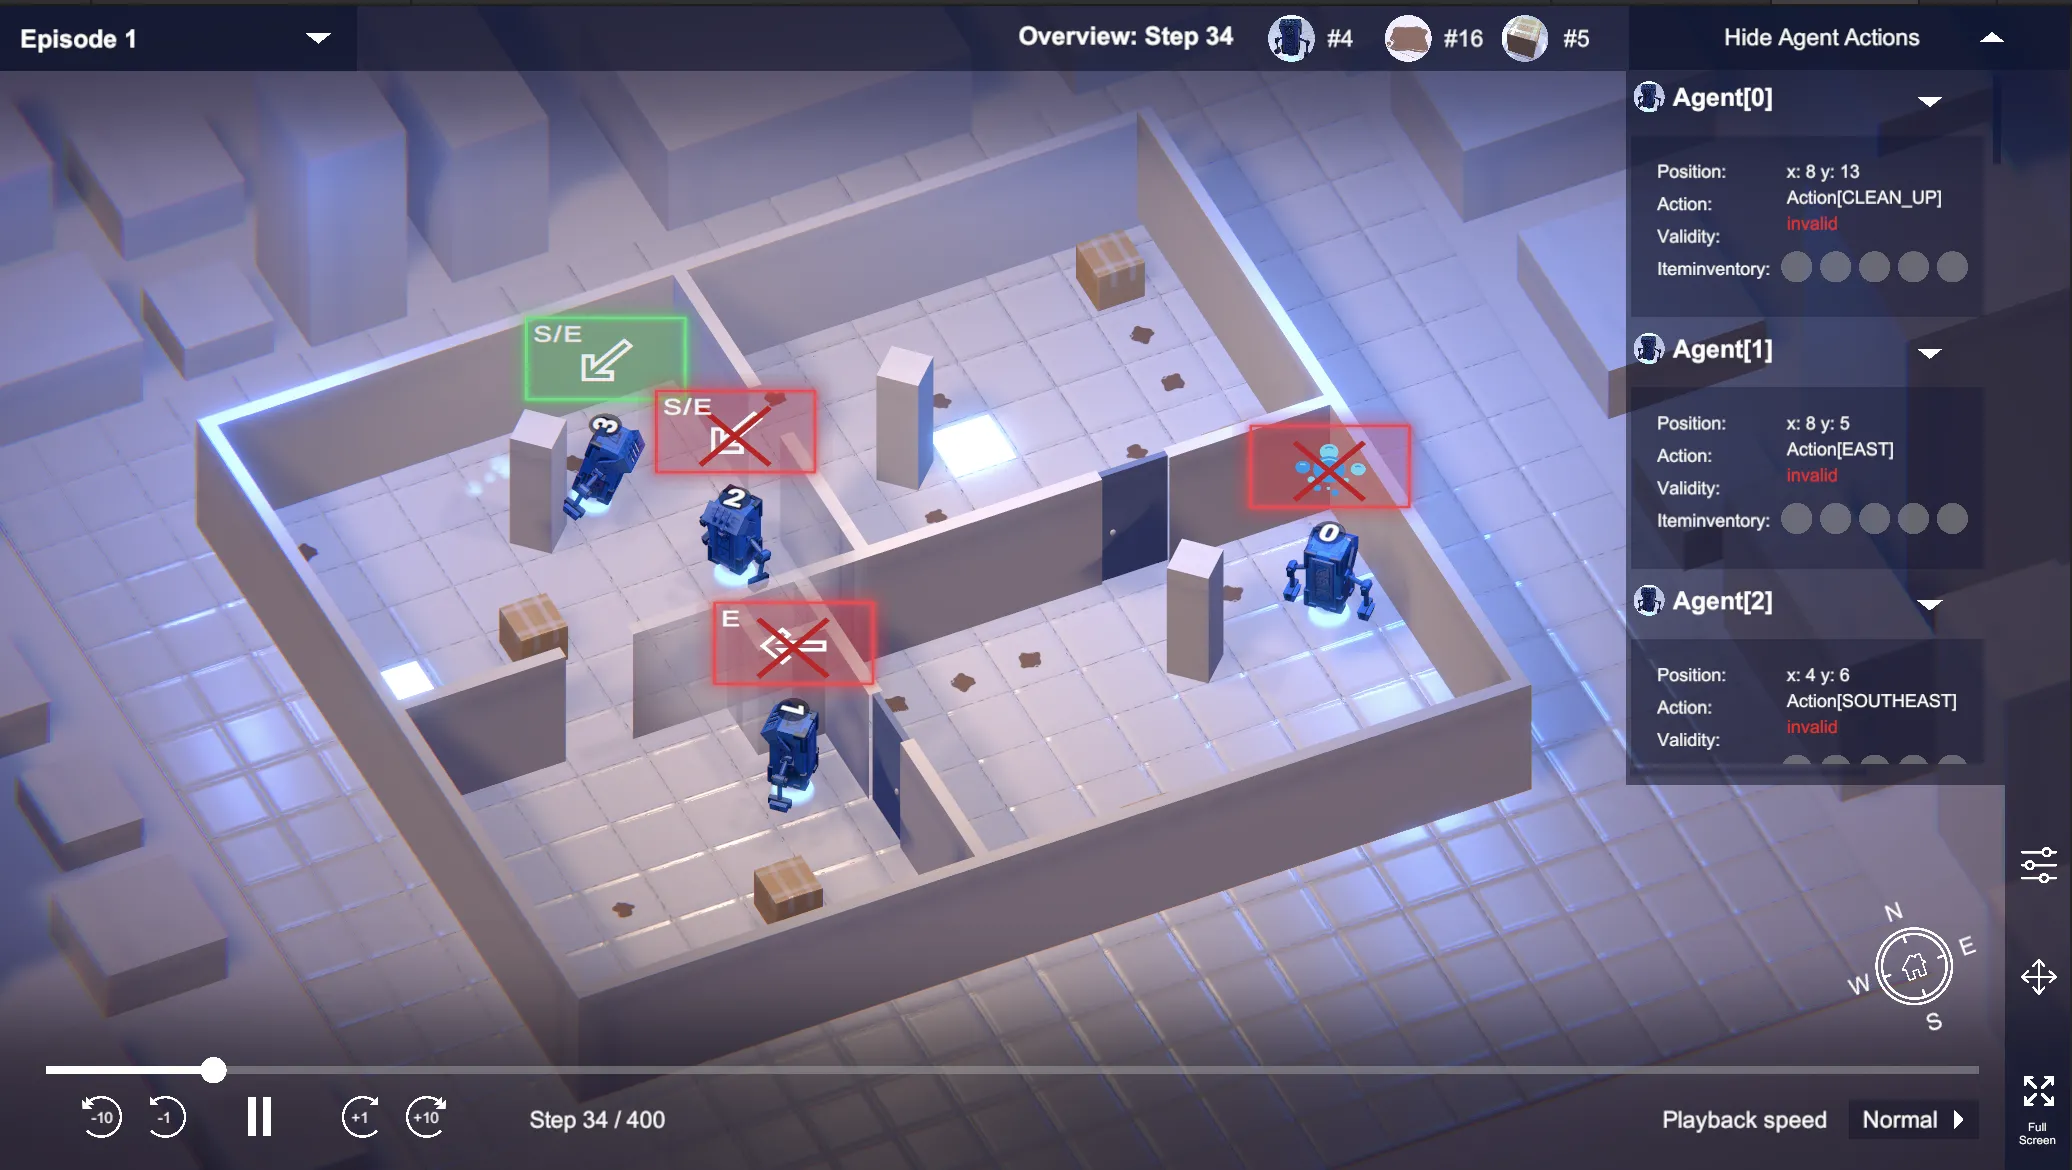 Episode 1
Overview: Step 34
#4
#16
#5
Hide Agent Actions
Agent[0]
Position: x: 8 y: 13
Action: Action[CLEAN_UP]
Validity: invalid
Iteminventory:
Agent[1]
Position: x: 8 y: 5
Action: Action[EAST]
Validity: invalid
Iteminventory:
Agent[2]
Position: x: 4 y: 6
Action: Action[SOUTHEAST]
Validity: invalid
S/E
S/E
E
3
2
0
1
N
E
W
S
-10
-1
+1
+10
Step 34 / 400
Playback speed
Normal
Full
Screen